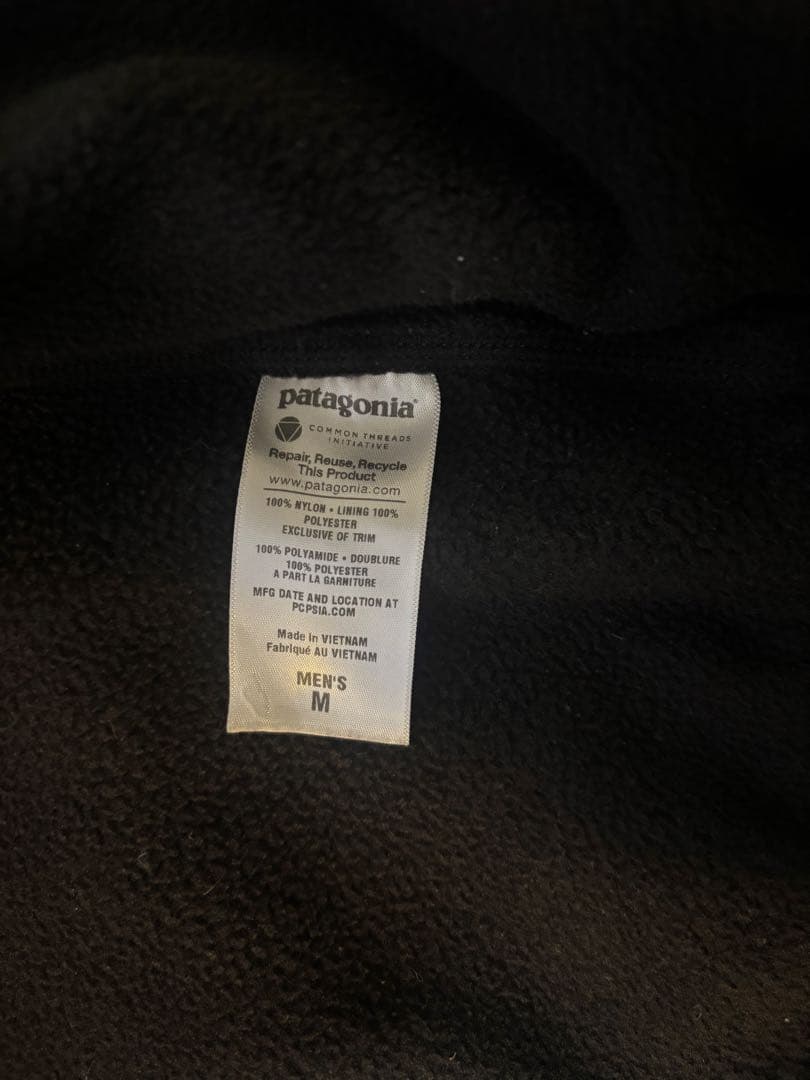 patagonia®
COMMON THREADS
INITIATIVE
Repair, Reuse, Recycle
This Product
www.patagonia.com
100% NYLON • LINING 100%
POLYESTER
EXCLUSIVE OF TRIM
100% POLYAMIDE • DOUBLURE
100% POLYESTER
A PART LA GARNITURE
MFG DATE AND LOCATION AT
PCPSIA.COM
Made in VIETNAM
Fabriqué AU VIETNAM
MEN'S
M